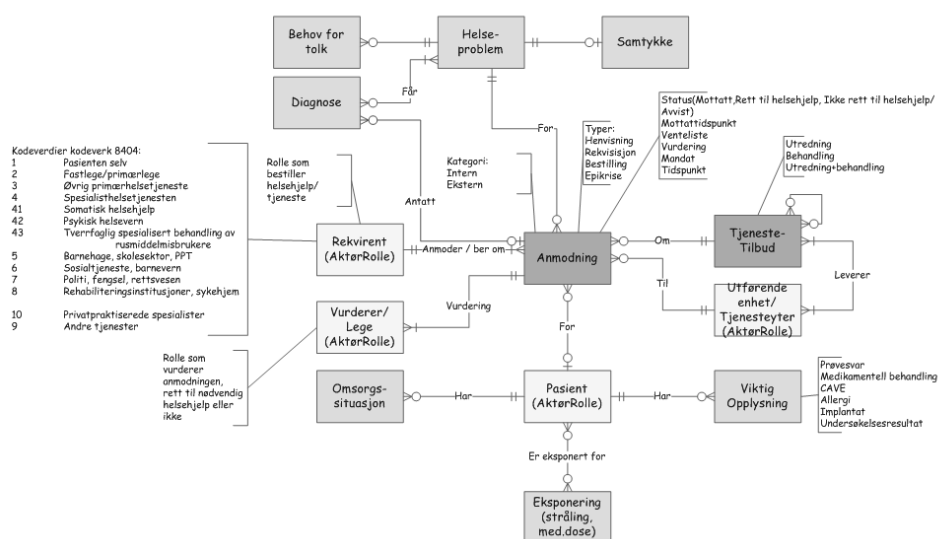 Behov for
tolk
Helse-
problem
Samtykke
Diagnose
Får
For
Antatt
Status(Mottatt,Rett til helsehjelp, Ikke rett til helsehjelp/
Avvist)
Mottattidspunkt
Venteliste
Vurdering
Mandat
Tidspunkt
Typer:
Henvisning
Rekvisisjon
Bestilling
Epikrise
Kategori:
Intern
Ekstern
Utredning
Behandling
Utredning+behandling
Kodeverdier kodeverk 8404:
1 Pasienten selv
2 Fastlege/primærlege
3 Øvrig primærhelsetjeneste
4 Spesialisthelsetjenesten
41 Somatisk helsehjelp
42 Psykisk helsevern
43 Tverrfaglig spesialisert behandling av
rusmiddelmisbrukere
5 Barnehage, skolesektor, PPT
6 Sosialtjeneste, barnevern
7 Politi, fengsel, rettsvesen
8 Rehabiliteringsinstitusjoner, sykehjem
10 Privatpraktiserede spesialister
9 Andre tjenester
Rolle som
bestiller
helsehjelp/
tjeneste
Rekvirent
(AktørRolle)
Anmoder / ber om
Anmodning
Om
Tjeneste-
Tilbud
Til
Leverer
Utførende
enhet/
Tjenesteyter
(AktørRolle)
Vurdering
Vurderer/
Lege
(AktørRolle)
For
Rolle som
vurderer
anmodningen,
rett til nødvendig
helsehjelp eller
ikke
Omsorgs-
situasjon
Har
Pasient
(AktørRolle)
Har
Viktig
Opplysning
Prøvesvar
Medikamentell behandling
CAVE
Allergi
Implantat
Undersøkelsesresultat
Er eksponert for
Eksponering
(stråling,
med.dose)